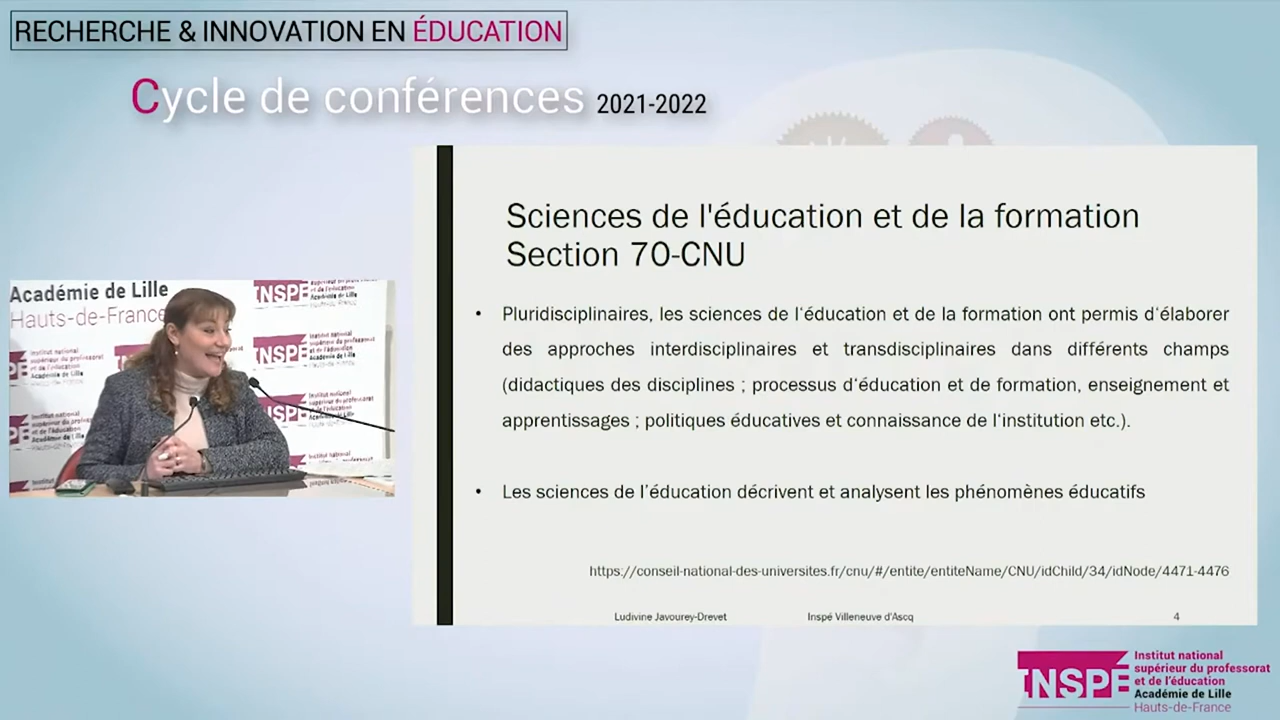 RECHERCHE & INNOVATION EN ÉDUCATION
Cycle de conférences 2021-2022
Sciences de l'éducation et de la formation
Section 70-CNU
• Pluridisciplinaires, les sciences de l'éducation et de la formation ont permis d'élaborer
des approches interdisciplinaires et transdisciplinaires dans différents champs
(didactiques des disciplines ; processus d'éducation et de formation, enseignement et
apprentissages ; politiques éducatives et connaissance de l'institution etc.).
• Les sciences de l'éducation décrivent et analysent les phénomènes éducatifs
https://conseil-national-des-universites.fr/cnu/#/entite/entiteName/CNU/idChild/34/idNode/4471-4476
Ludivine Javourey-Drevet Inspé Villeneuve d'Ascq 4
Académie de Lille
Hauts-de-France
INSPÉ
Institut national
supérieur du professorat
et de l'éducation
Académie de Lille
Hauts-de-France